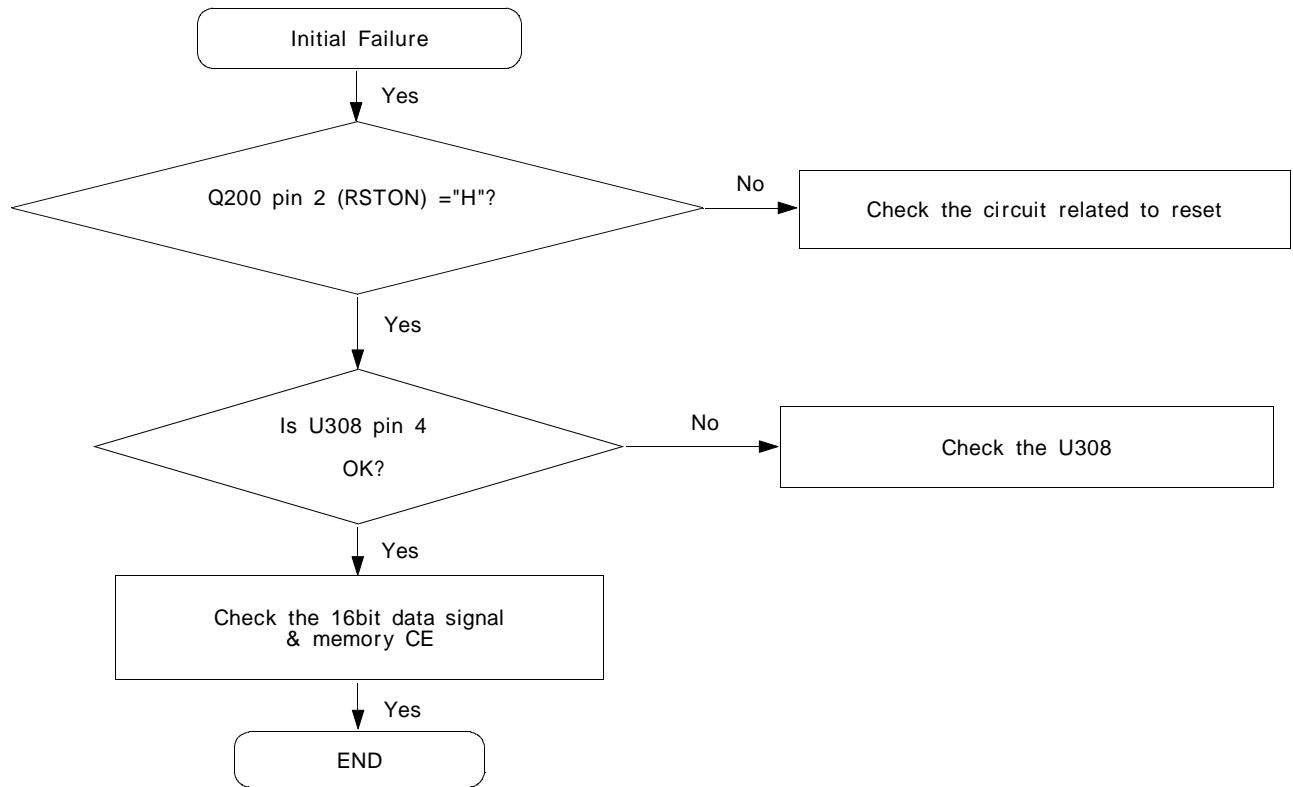 Initial Failure
Yes
Q200 pin 2 (RSTON) ="H"?
No
Check the circuit related to reset
Yes
Is U308 pin 4
OK?
No
Check the U308
Yes
Check the 16bit data signal
& memory CE
Yes
END